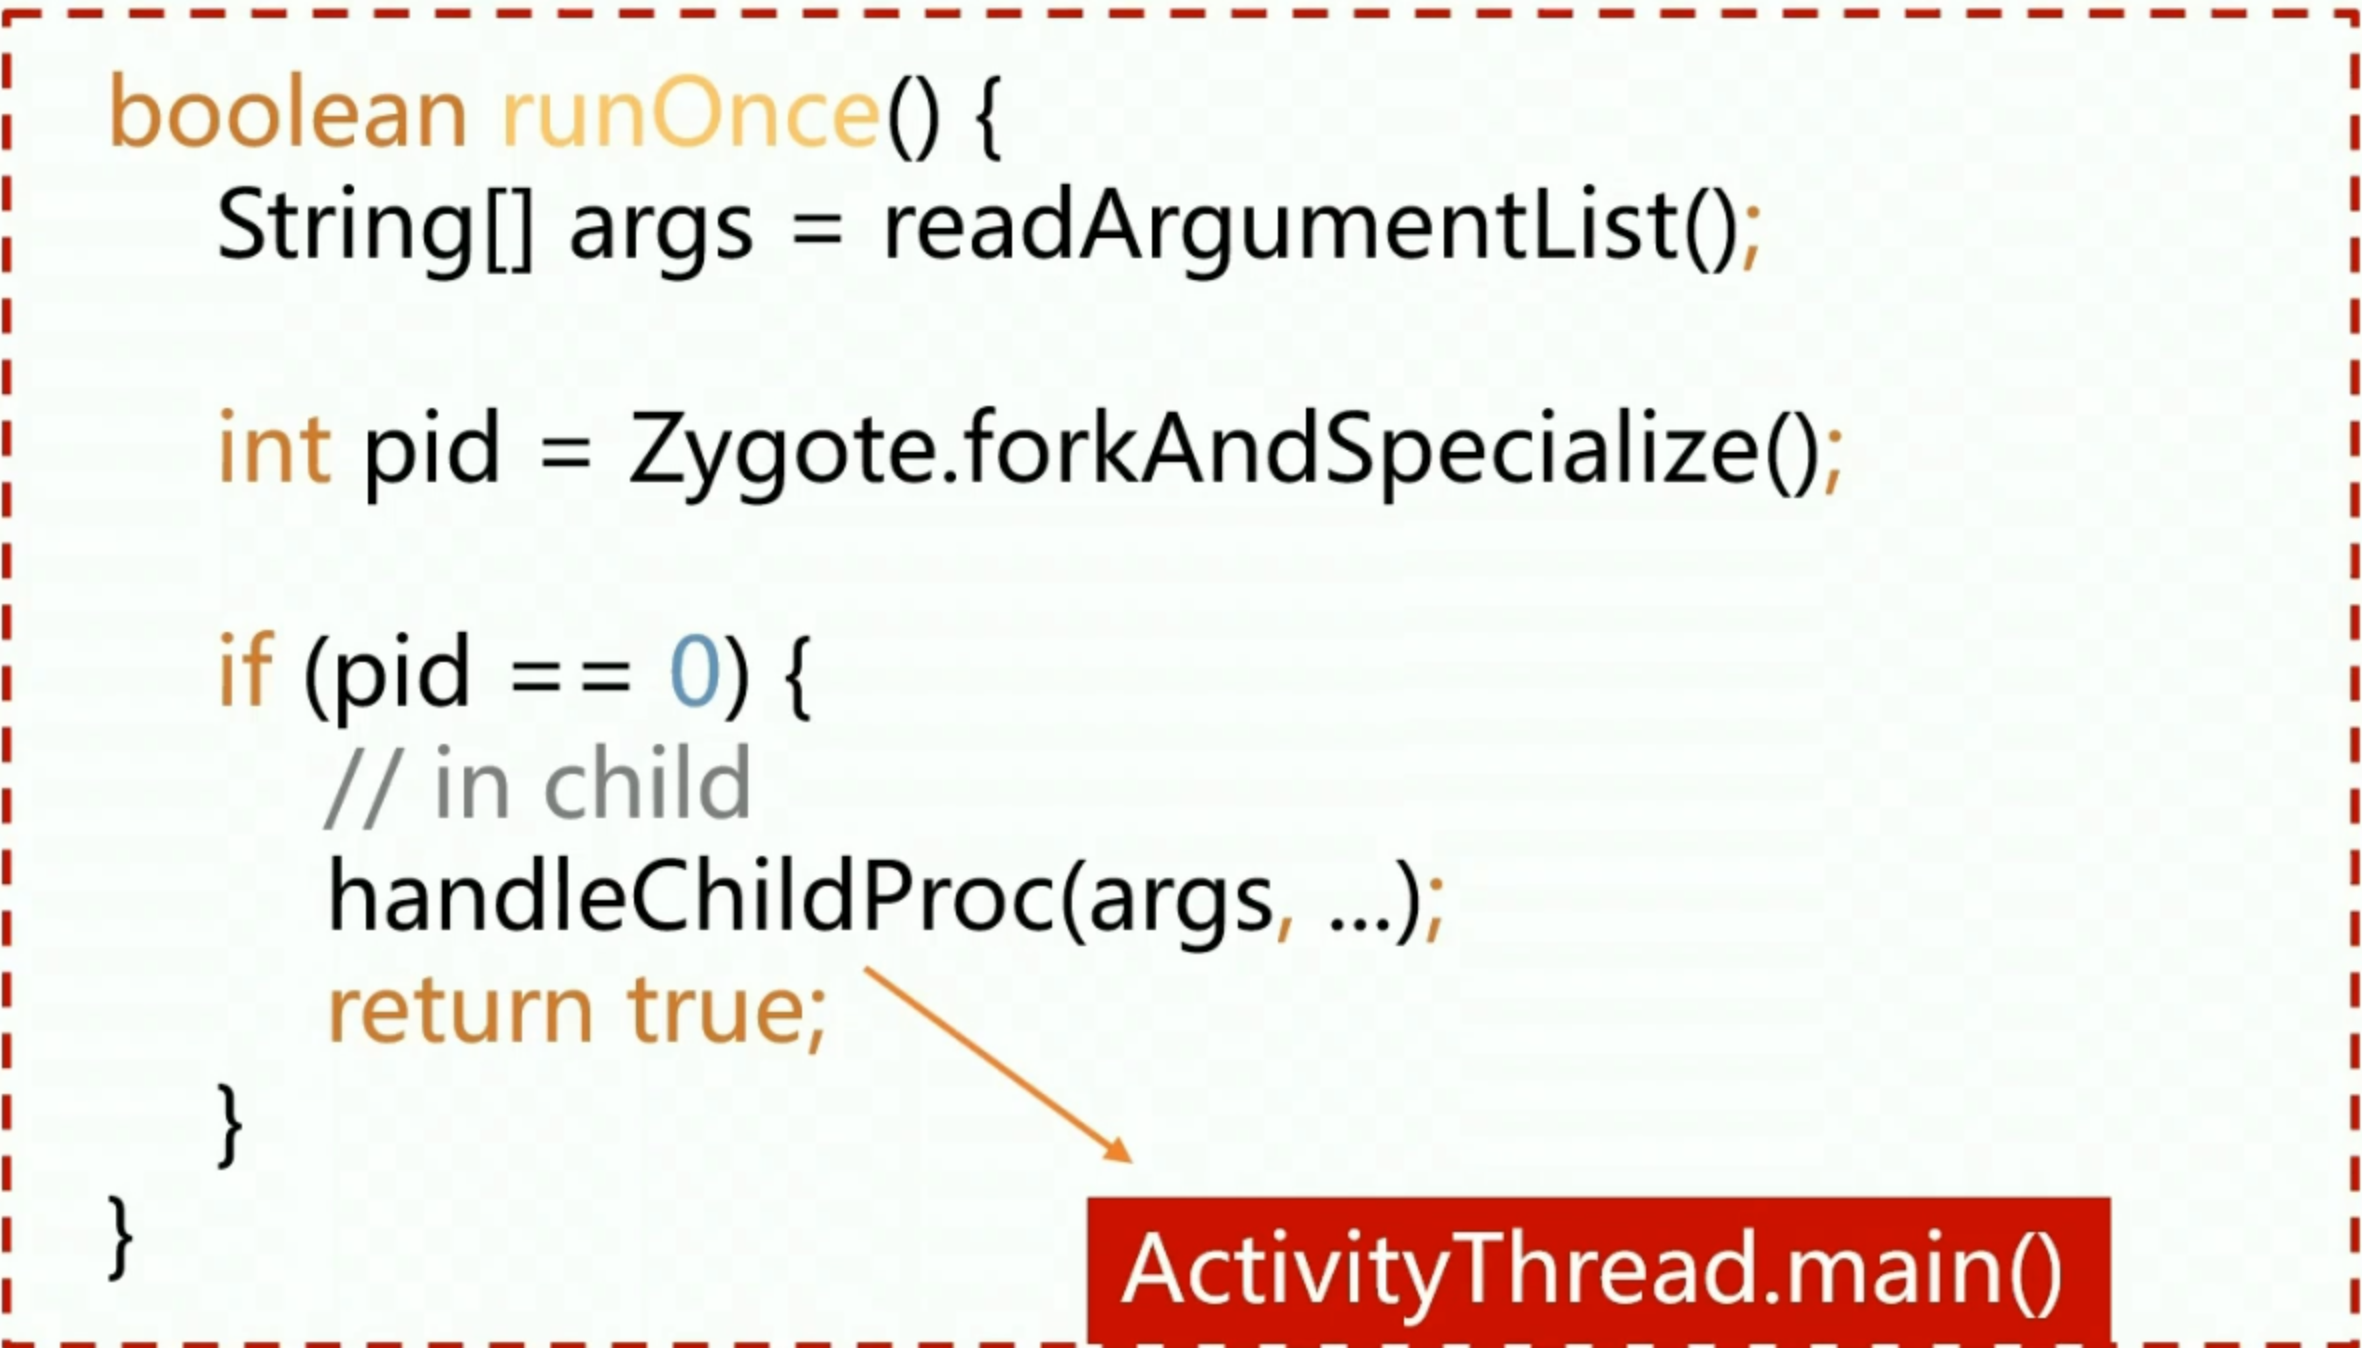 boolean runOnce() {
String[] args = readArgumentList();
int pid = Zygote.forkAndSpecialize();
if (pid == 0) {
// in child
handleChildProc(args, ...);
return true;
}
}
ActivityThread.main()